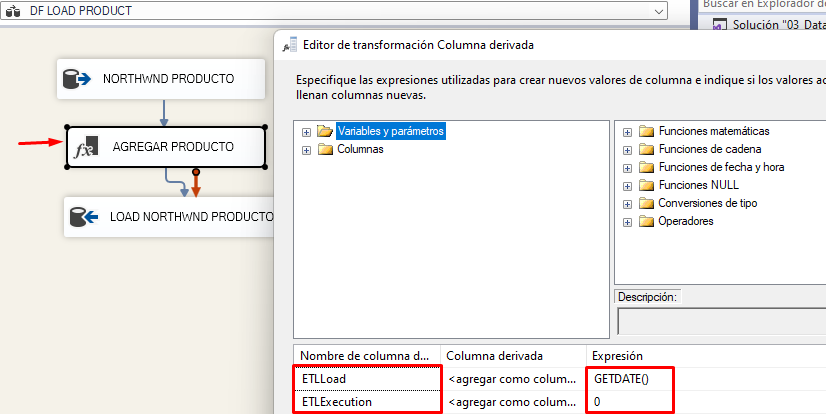 DF LOAD PRODUCT
Buscar en Explorador de
Solución "03_Data
NORTHWND PRODUCTO
AGREGAR PRODUCTO
LOAD NORTHWND PRODUCTO
Editor de transformación Columna derivada
Especifique las expresiones utilizadas para crear nuevos valores de columna e indique si los valores ac
llenan columnas nuevas.
Variables y parámetros
Columnas
Funciones matemáticas
Funciones de cadena
Funciones de fecha y hora
Funciones NULL
Conversiones de tipo
Operadores
Descripción:
Nombre de columna d... Columna derivada Expresión
ETLLoad <agregar como colum... GETDATE()
ETLExecution <agregar como colum... 0